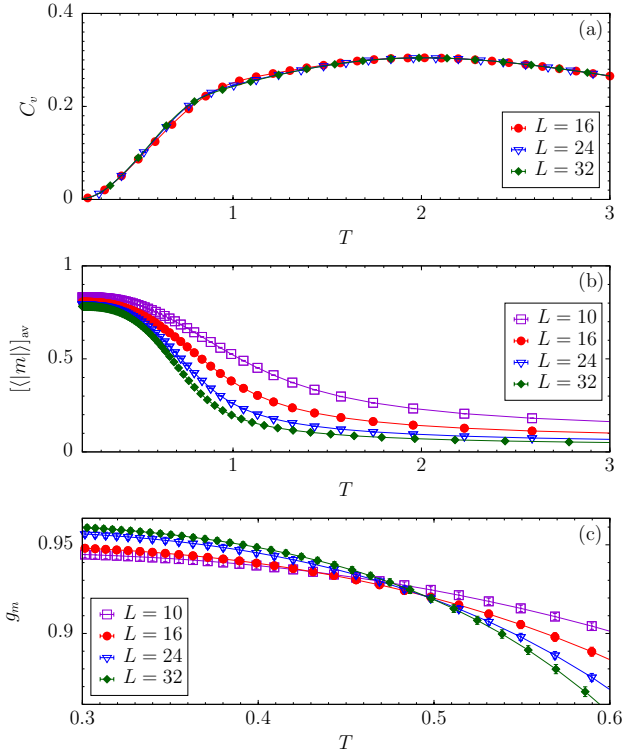 (a)
0.4
0.2
0
C_v
L = 16
L = 24
L = 32
1 2 3
T
(b)
1
0.5
0
[⟨|m|⟩]_av
L = 10
L = 16
L = 24
L = 32
1 2 3
T
(c)
0.95
0.9
g_m
L = 10
L = 16
L = 24
L = 32
0.3 0.4 0.5 0.6
T